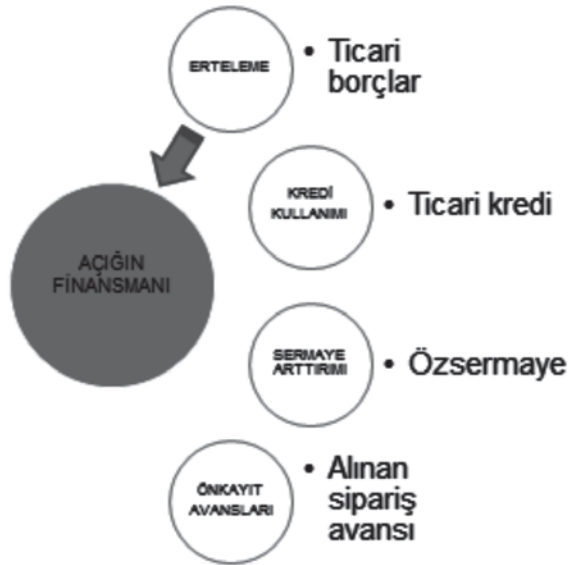 ERTELEME
• Ticari
borçlar
KREDİ
KULLANIMI
• Ticari kredi
AÇIĞIN
FİNANSMANI
SERMAYE
ARTTIRIMI
• Özsermaye
ÖNKAYIT
AVANSLARI
• Alınan
sipariş
avansı